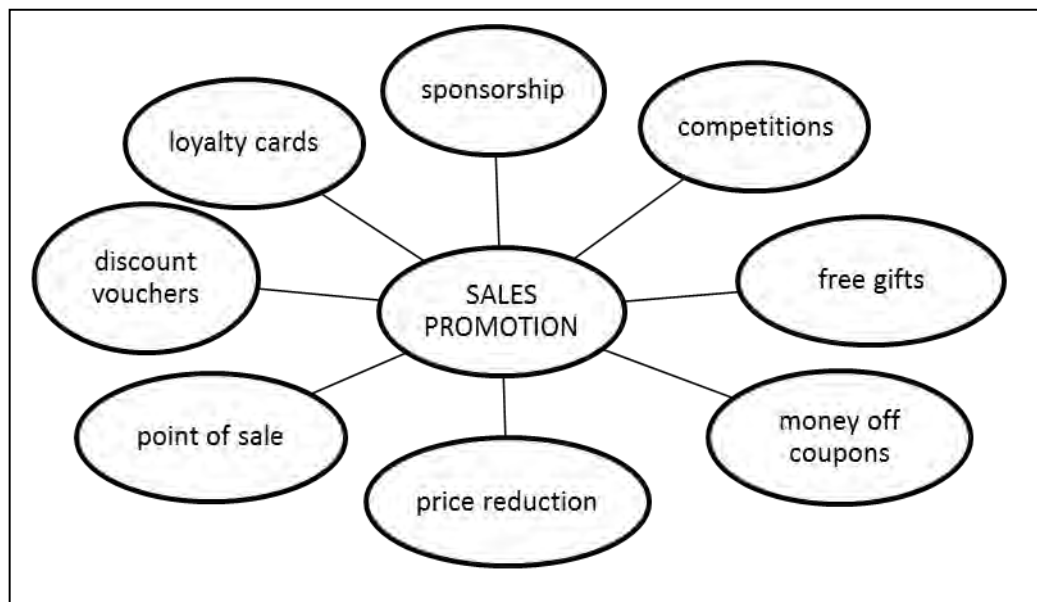 sponsorship
competitions
loyalty cards
discount
vouchers
free gifts
SALES
PROMOTION
point of sale
money off
coupons
price reduction